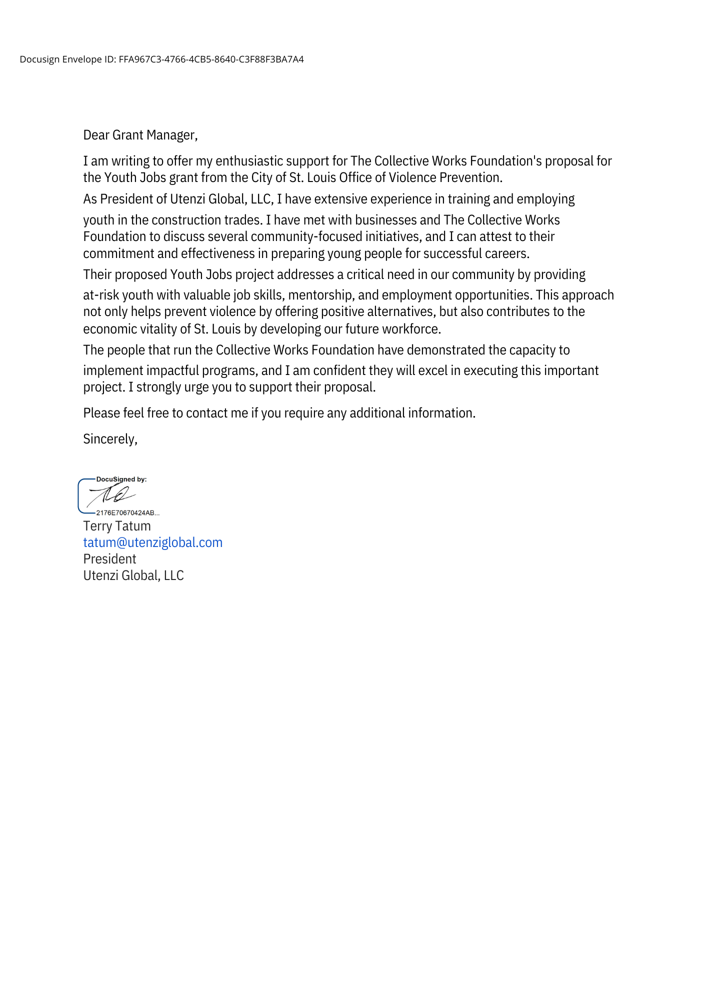 Docusign Envelope ID: FFA967C3-4766-4CB5-8640-C3F88F3BA7A4
Dear Grant Manager,
I am writing to offer my enthusiastic support for The Collective Works Foundation's proposal for
the Youth Jobs grant from the City of St. Louis Office of Violence Prevention.
As President of Utenzi Global, LLC, I have extensive experience in training and employing
youth in the construction trades. I have met with businesses and The Collective Works
Foundation to discuss several community-focused initiatives, and I can attest to their
commitment and effectiveness in preparing young people for successful careers.
Their proposed Youth Jobs project addresses a critical need in our community by providing
at-risk youth with valuable job skills, mentorship, and employment opportunities. This approach
not only helps prevent violence by offering positive alternatives, but also contributes to the
economic vitality of St. Louis by developing our future workforce.
The people that run the Collective Works Foundation have demonstrated the capacity to
implement impactful programs, and I am confident they will excel in executing this important
project. I strongly urge you to support their proposal.
Please feel free to contact me if you require any additional information.
Sincerely,
DocuSigned by:
2176E70670424AB...
Terry Tatum
tatum@utenziglobal.com
President
Utenzi Global, LLC